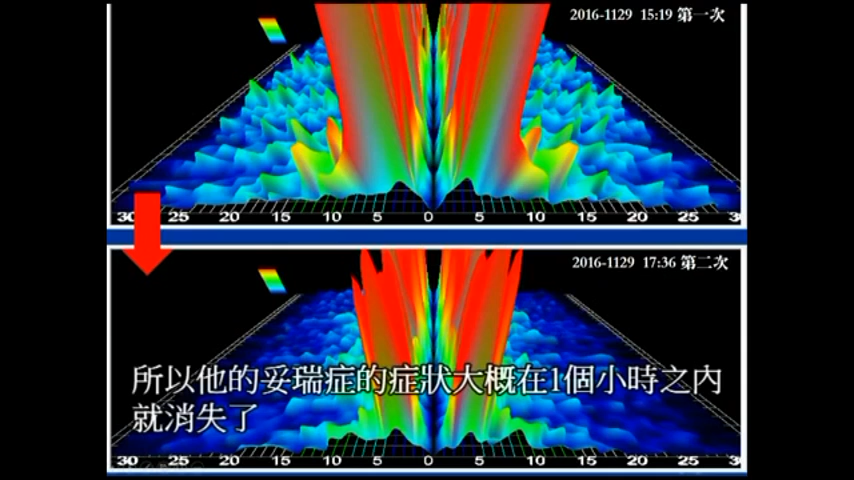 2016-1129 15:19 第一次
30 25 20 15 10 5 0 5 10 15 20 25
2016-1129 17:36 第二次
所以他的妥瑞症的症狀大概在1個小時之內
就消失了
30 25 20 15 10 5 0 5 10 15 20 25